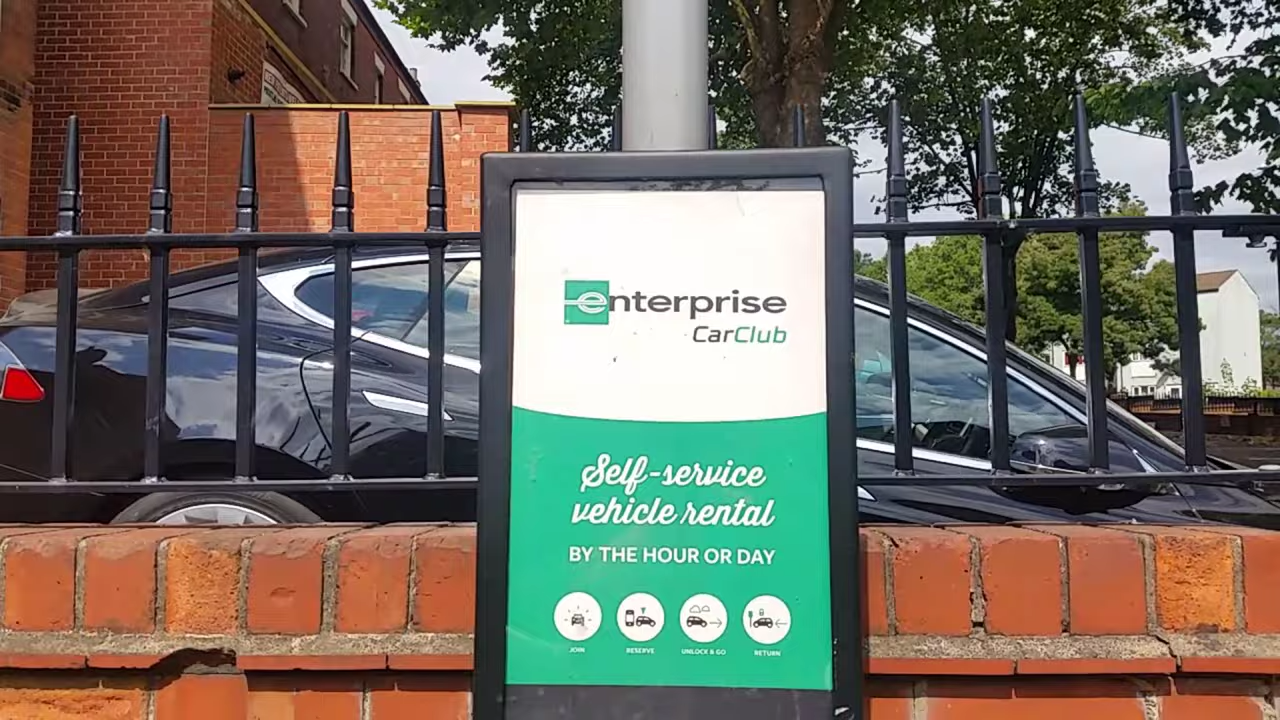 enterprise
CarClub
Self-service
vehicle rental
BY THE HOUR OR DAY
JOIN
RESERVE
UNLOCK & GO
RETURN